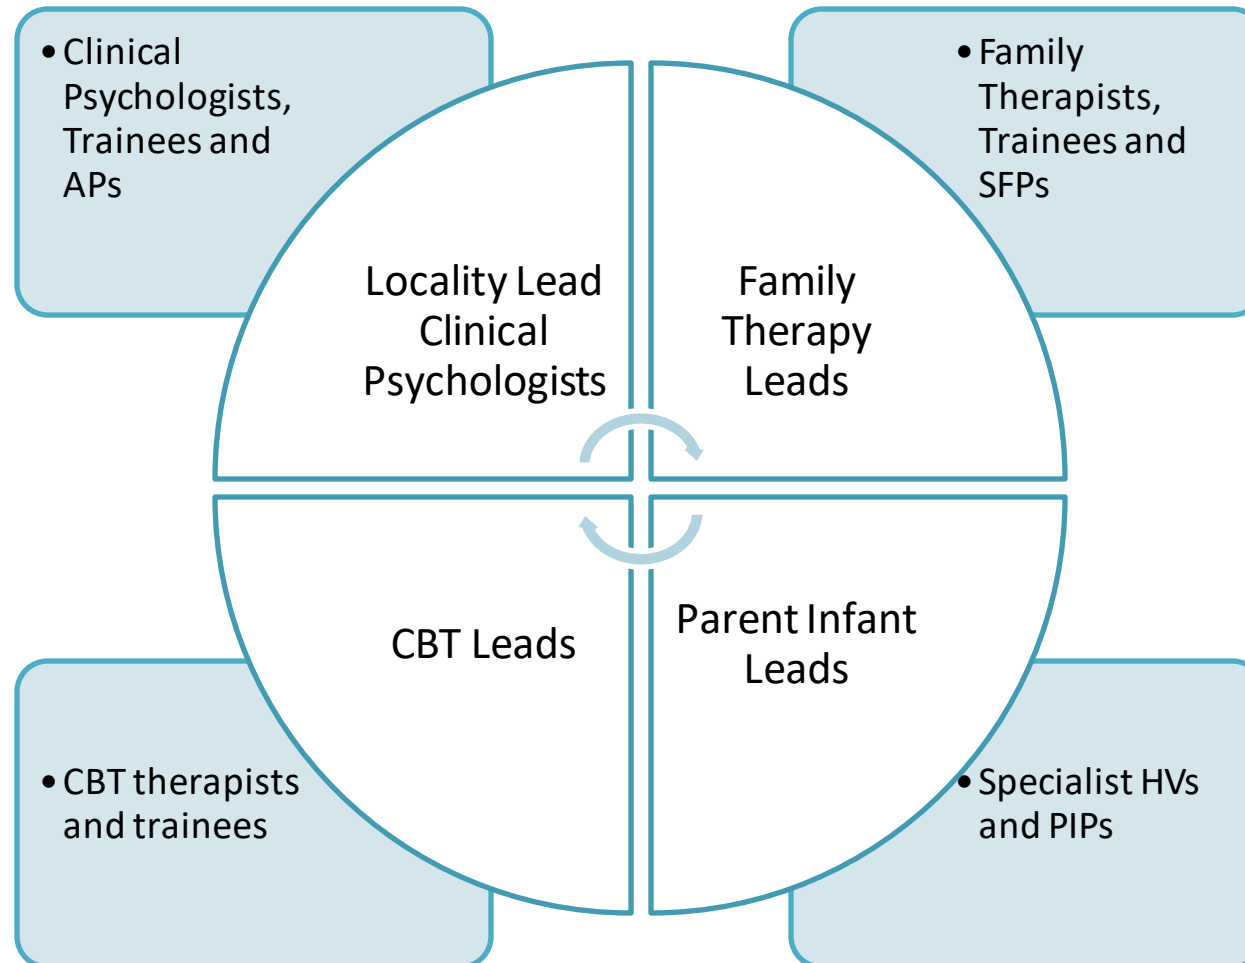 • Clinical
Psychologists,
Trainees and
APs
• Family
Therapists,
Trainees and
SFPs
Locality Lead
Clinical
Psychologists
Family
Therapy
Leads
CBT Leads
Parent Infant
Leads
• CBT therapists
and trainees
• Specialist HVs
and PIPs